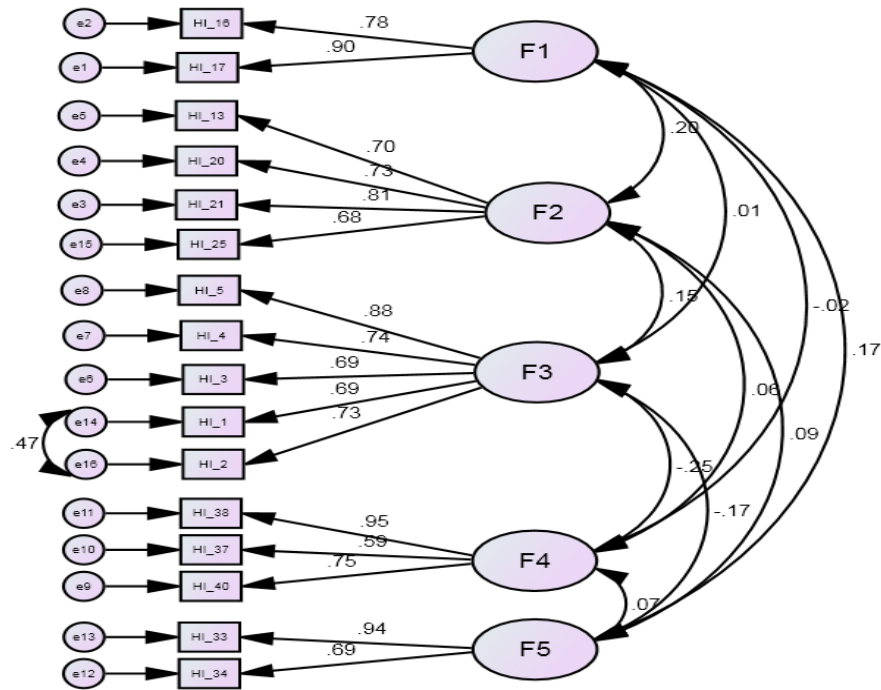 e2 HI_16 .78 F1
e1 HI_17 .90
e5 HI_13 .70
e4 HI_20 .73 .20
e3 HI_21 .81 F2 .01
e15 HI_25 .68
e8 HI_5 .88 .15 -.02
e7 HI_4 .74 .17
e6 HI_3 .69 F3
e14 HI_1 .69 .06
.47 e16 HI_2 .73 .09
-.25
e11 HI_38 .95 -.17
e10 HI_37 .59 F4
e9 HI_40 .75
.07
e13 HI_33 .94
e12 HI_34 .69 F5